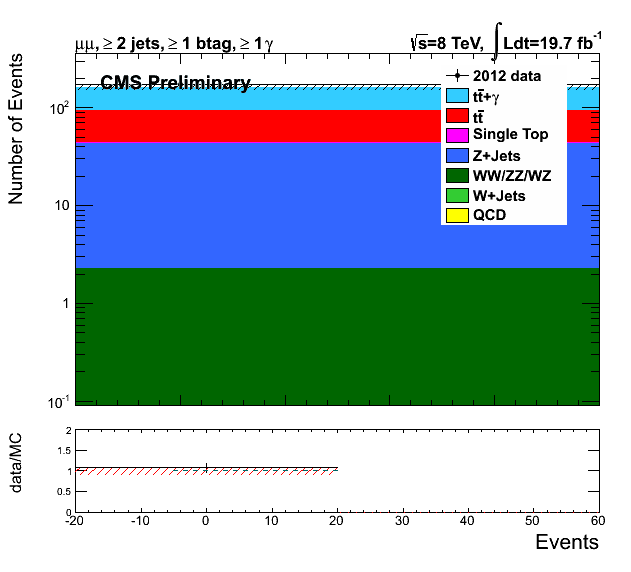 μμ, ≥ 2 jets, ≥ 1 btag, ≥ 1γ
√s=8 TeV, ∫Ldt=19.7 fb⁻¹
CMS Preliminary
2012 data
tt̄+γ
tt̄
Single Top
Z+Jets
WW/ZZ/WZ
W+Jets
QCD
Number of Events
10²
10
1
10⁻¹
data/MC
2
1.5
1
0.5
0
-20 -10 0 10 20 30 40 50 60
Events